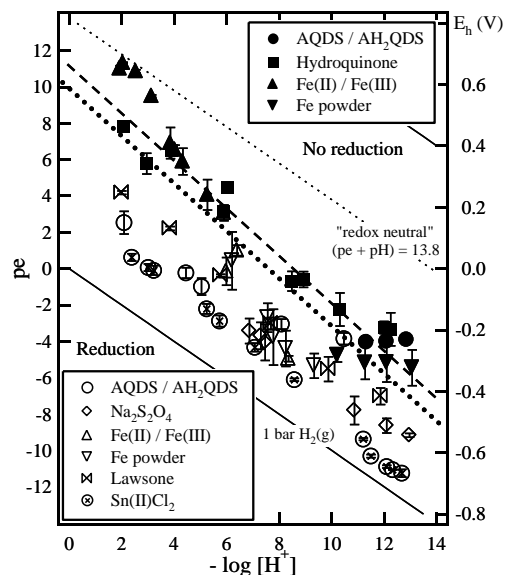 E_h (V)
12
10
8
6
4
2
0
-2
-4
-6
-8
-10
-12
pe
0.8
0.6
0.4
0.2
0.0
-0.2
-0.4
-0.6
-0.8
AQDS / AH₂QDS
Hydroquinone
Fe(II) / Fe(III)
Fe powder
No reduction
"redox neutral"
(pe + pH) = 13.8
Reduction
AQDS / AH₂QDS
Na₂S₂O₄
Fe(II) / Fe(III)
Fe powder
Lawsone
Sn(II)Cl₂
1 bar H₂(g)
0 2 4 6 8 10 12 14
- log [H⁺]